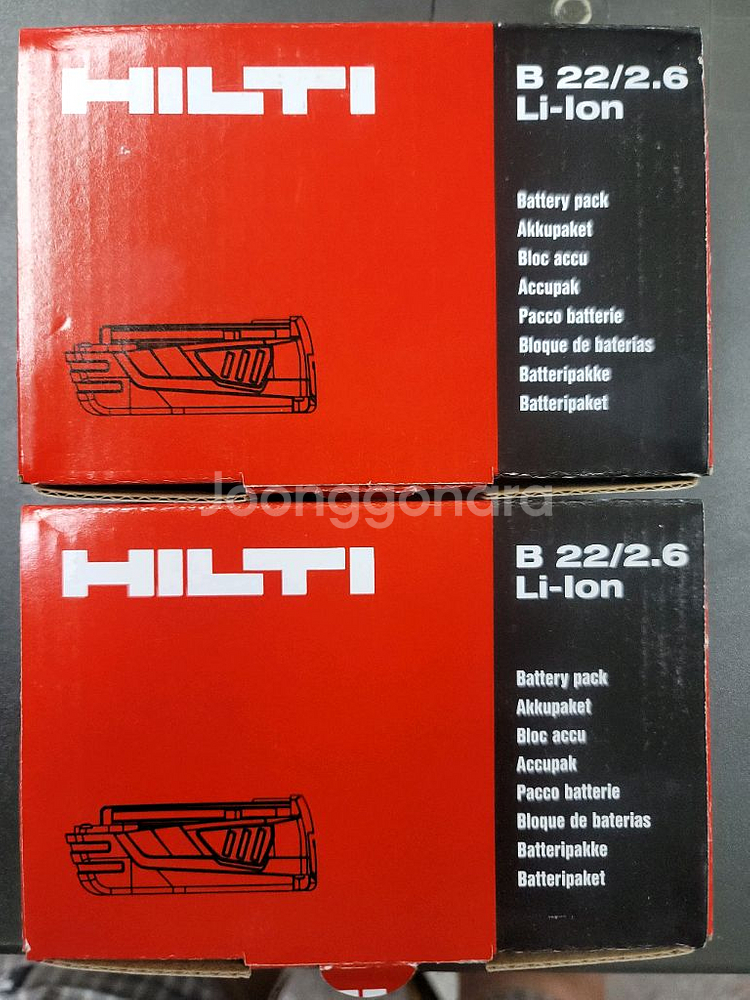 HILTI
B 22/2.6
Li-Ion
Battery pack
Akkupaket
Bloc accu
Accupak
Pacco batterie
Bloque de baterias
Batteripakke
Batteripaket
Joonggonara
HILTI
B 22/2.6
Li-Ion
Battery pack
Akkupaket
Bloc accu
Accupak
Pacco batterie
Bloque de baterias
Batteripakke
Batteripaket